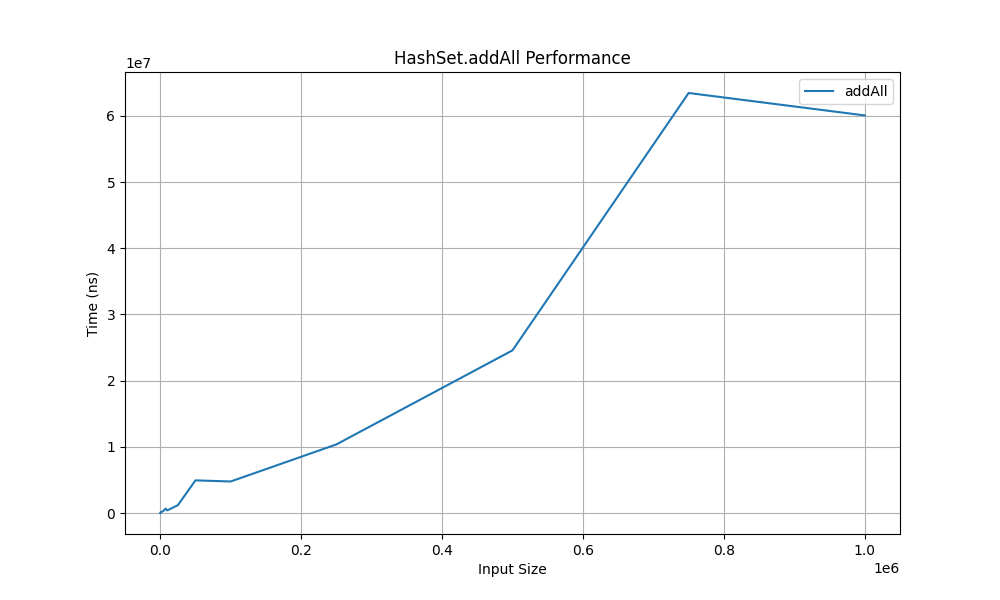 HashSet.addAll Performance
1e7
addAll
6
5
4
3
2
1
0
Time (ns)
0.0 0.2 0.4 0.6 0.8 1.0
Input Size
1e6